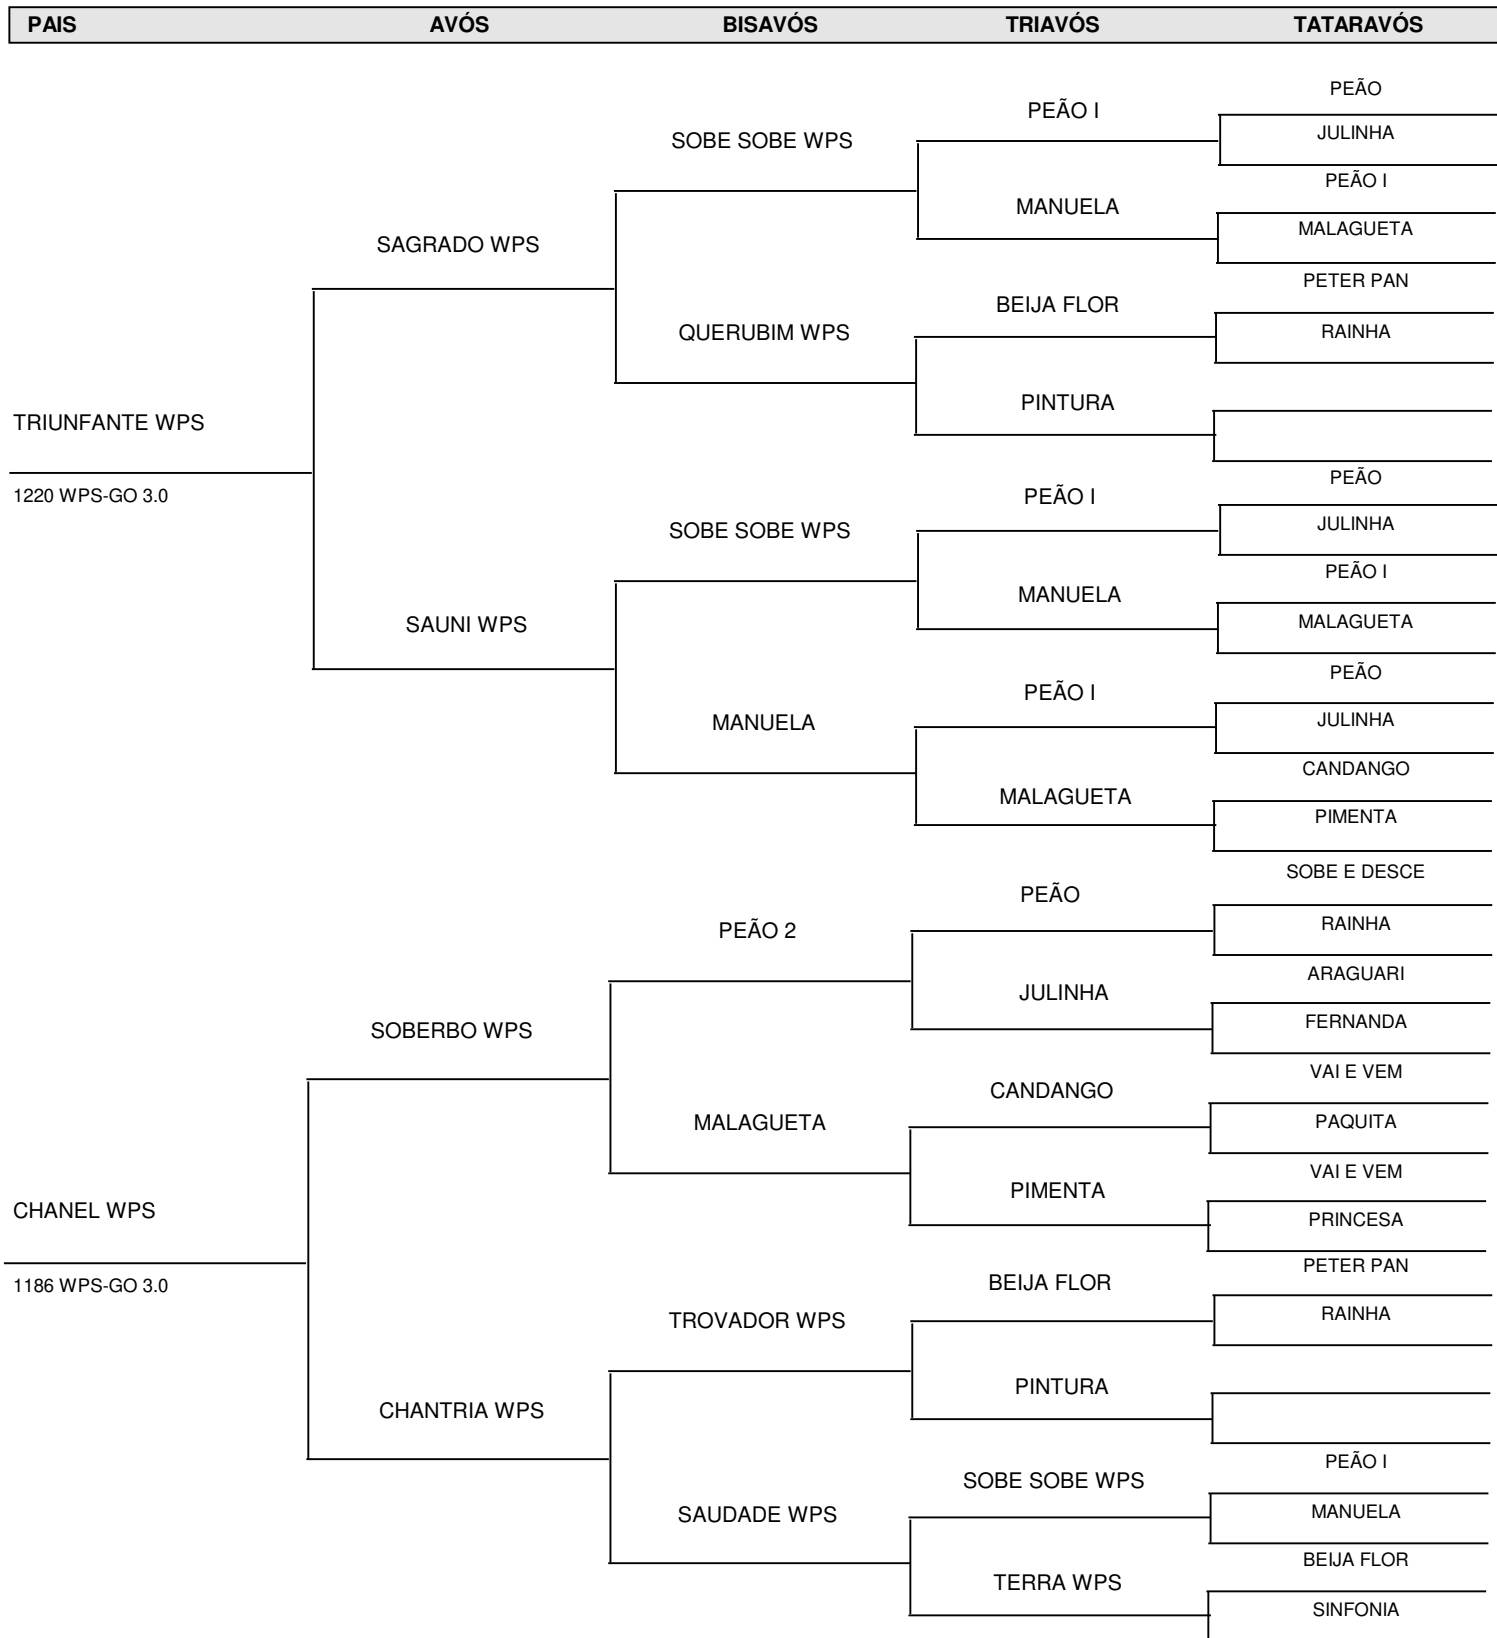 PAIS AVÓS BISAVÓS TRIAVÓS TATARAVÓS
PEÃO
PEÃO I
JULINHA
SOBE SOBE WPS
PEÃO I
MANUELA
MALAGUETA
SAGRADO WPS
PETER PAN
BEIJA FLOR
QUERUBIM WPS
RAINHA
PINTURA
TRIUNFANTE WPS
PEÃO
1220 WPS-GO 3.0
PEÃO I
JULINHA
SOBE SOBE WPS
PEÃO I
MANUELA
SAUNI WPS
MALAGUETA
PEÃO
PEÃO I
MANUELA
JULINHA
CANDANGO
MALAGUETA
PIMENTA
SOBE E DESCE
PEÃO
PEÃO 2
RAINHA
ARAGUARI
JULINHA
SOBERBO WPS
FERNANDA
VAI E VEM
CANDANGO
MALAGUETA
PAQUITA
VAI E VEM
PIMENTA
CHANEL WPS
PRINCESA
PETER PAN
1186 WPS-GO 3.0
BEIJA FLOR
TROVADOR WPS
RAINHA
PINTURA
CHANTRIA WPS
PEÃO I
SOBE SOBE WPS
SAUDADE WPS
MANUELA
BEIJA FLOR
TERRA WPS
SINFONIA